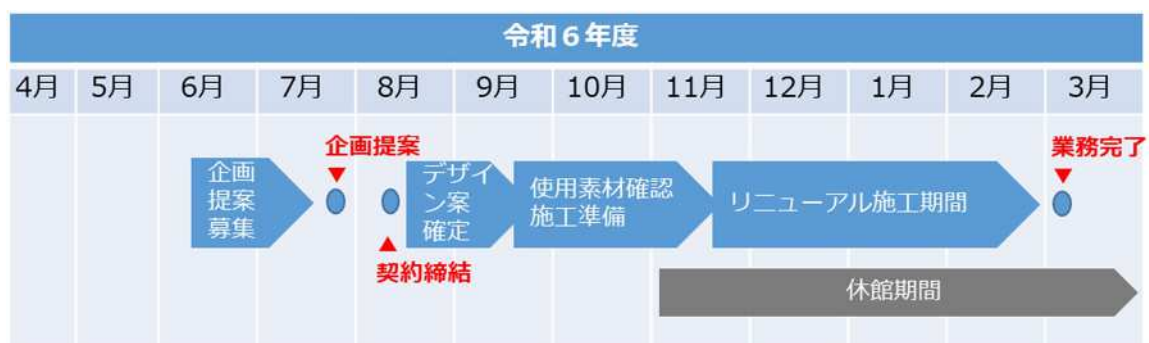 令和６年度
4月 5月 6月 7月 8月 9月 10月 11月 12月 1月 2月 3月
企画提案
業務完了
企画
提案
募集
デザイ
ン案
確定
使用素材確認
施工準備
リニューアル施工期間
契約締結
休館期間